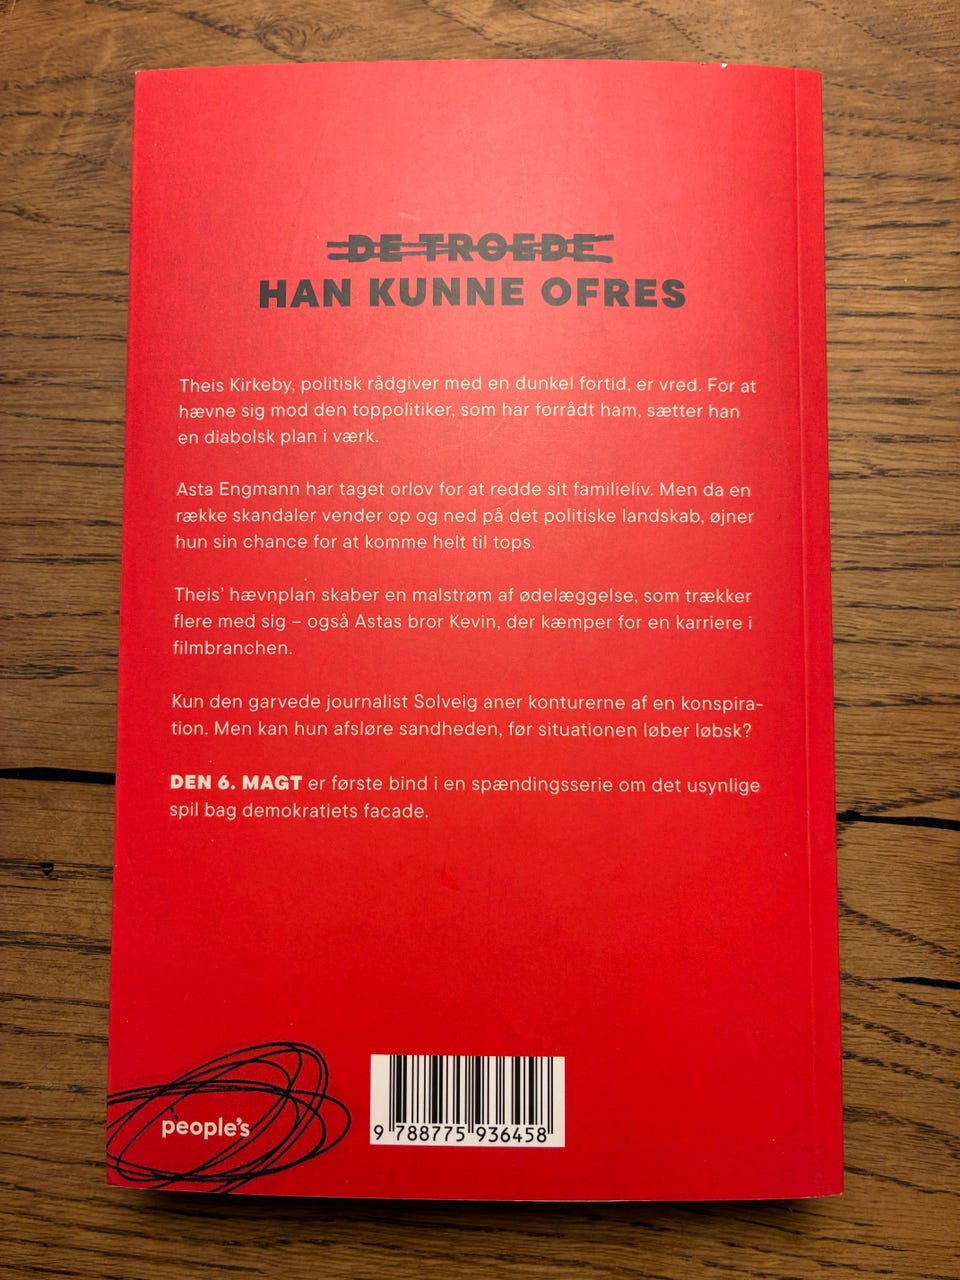 DE TROEDE
HAN KUNNE OFRES
Theis Kirkeby, politisk rådgiver med en dunkel fortid, er vred. For at
hævne sig mod den toppolitiker, som har forrådt ham, sætter han
en diabolsk plan i værk.
Asta Engmann har taget orlov for at redde sit familieliv. Men da en
række skandaler vender op og ned på det politiske landskab, øjner
hun sin chance for at komme helt til tops.
Theis’ hævnplan skaber en malstrøm af ødelæggelse, som trækker
flere med sig – også Astas bror Kevin, der kæmper for en karriere i
filmbranchen.
Kun den garvede journalist Solveig aner konturerne af en konspira-
tion. Men kan hun afsløre sandheden, før situationen løber løbsk?
DEN 6. MAGT er første bind i en spændingsserie om det usynlige
spil bag demokratiets facade.
people's
9 788775 936458